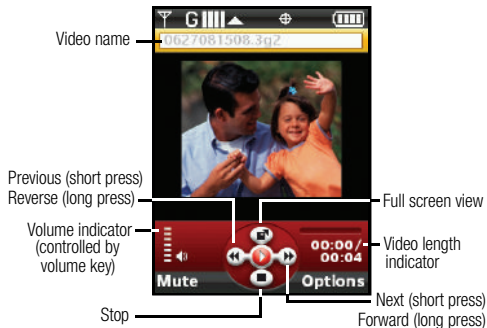 G
Video name
0627081508.3g2
Previous (short press)
Reverse (long press)
Full screen view
Volume indicator
(controlled by
volume key)
00:00/
00:04
Video length
indicator
Mute
Options
Stop
Next (short press)
Forward (long press)